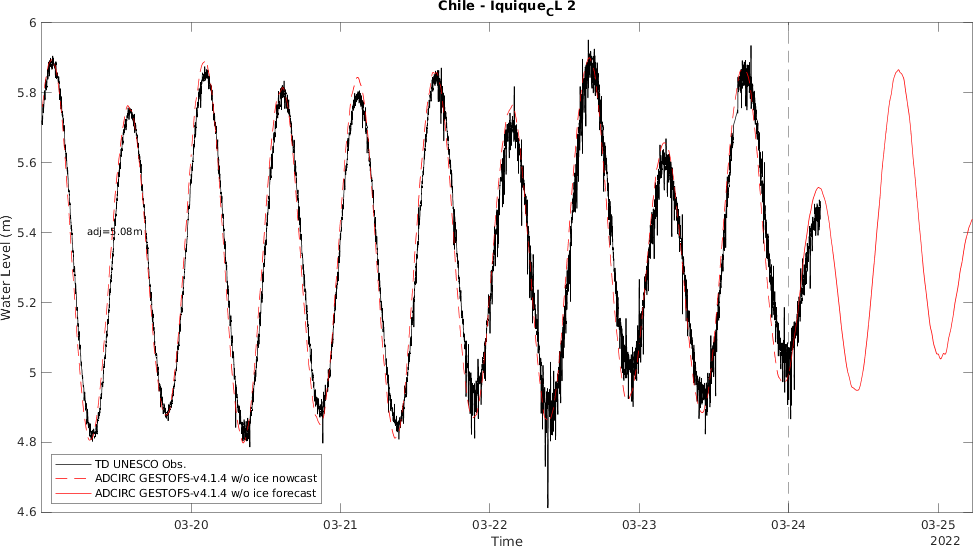 Chile - Iquique_CL 2
6
5.8
5.6
5.4
5.2
5
4.8
4.6
Water Level (m)
adj=5.08m
TD UNESCO Obs.
ADCIRC GESTOFS-v4.1.4 w/o ice nowcast
ADCIRC GESTOFS-v4.1.4 w/o ice forecast
03-20
03-21
03-22
03-23
03-24
03-25
Time
2022